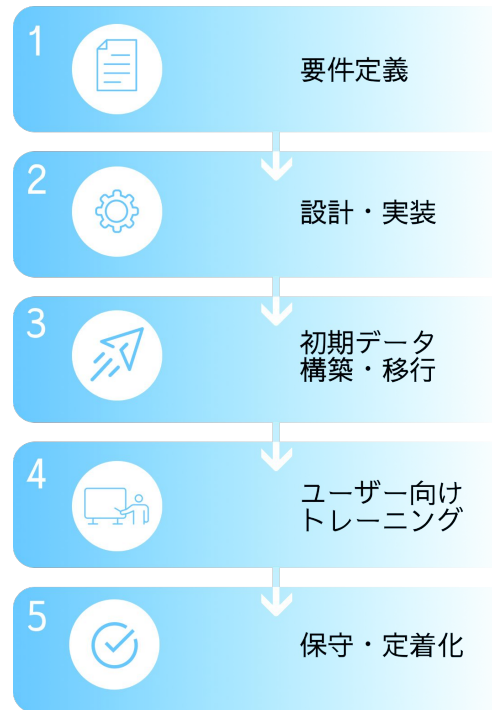 1
要件定義
2
設計・実装
3
初期データ
構築・移行
4
ユーザー向け
トレーニング
5
保守・定着化